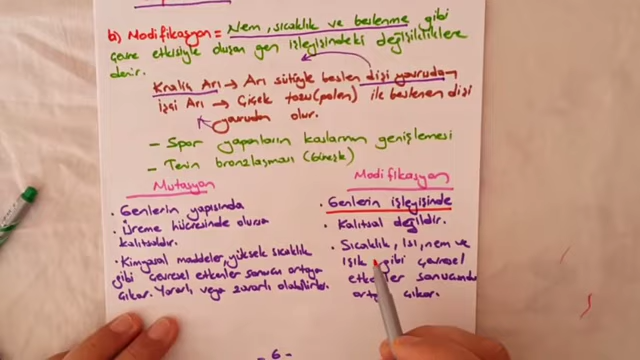 b) Modifikasyon = Nem, sıcaklık ve beslenme gibi
çevre etkisiyle oluşan gen işleyişindeki değişikliklere
denir.
Kraliçe Arı → Arı sütüyle beslen dişi yavrudan
İşçi Arı → Çiçek tozu (polen) ile beslenen dişi
yavrudan olur.
- Spor yapanların kaslarının genişlemesi
- Tenin bronzlaşması (Güneşle)
Mutasyon
· Genlerin yapısında
· Üreme hücresinde olursa
kalıtsaldır.
· Kimyasal maddeler, yüksek sıcaklık
gibi çevresel etkenler sonucu ortaya
çıkar. Yararlı veya zararlı olabilirler.
Modifikasyon
· Genlerin işleyişinde
· Kalıtsal değildir.
· Sıcaklık, ısı, nem ve
ışık gibi çevresel
etkenler sonucunda
çıkar.
- 6 -